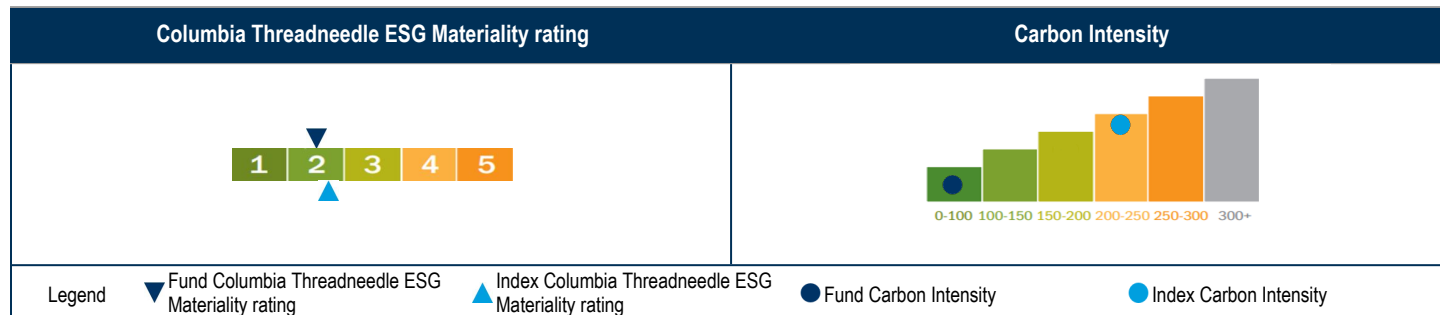 Columbia Threadneedle ESG Materiality rating
Carbon Intensity
1 2 3 4 5
0-100 100-150 150-200 200-250 250-300 300+
Legend
Fund Columbia Threadneedle ESG
Materiality rating
Index Columbia Threadneedle ESG
Materiality rating
Fund Carbon Intensity
Index Carbon Intensity